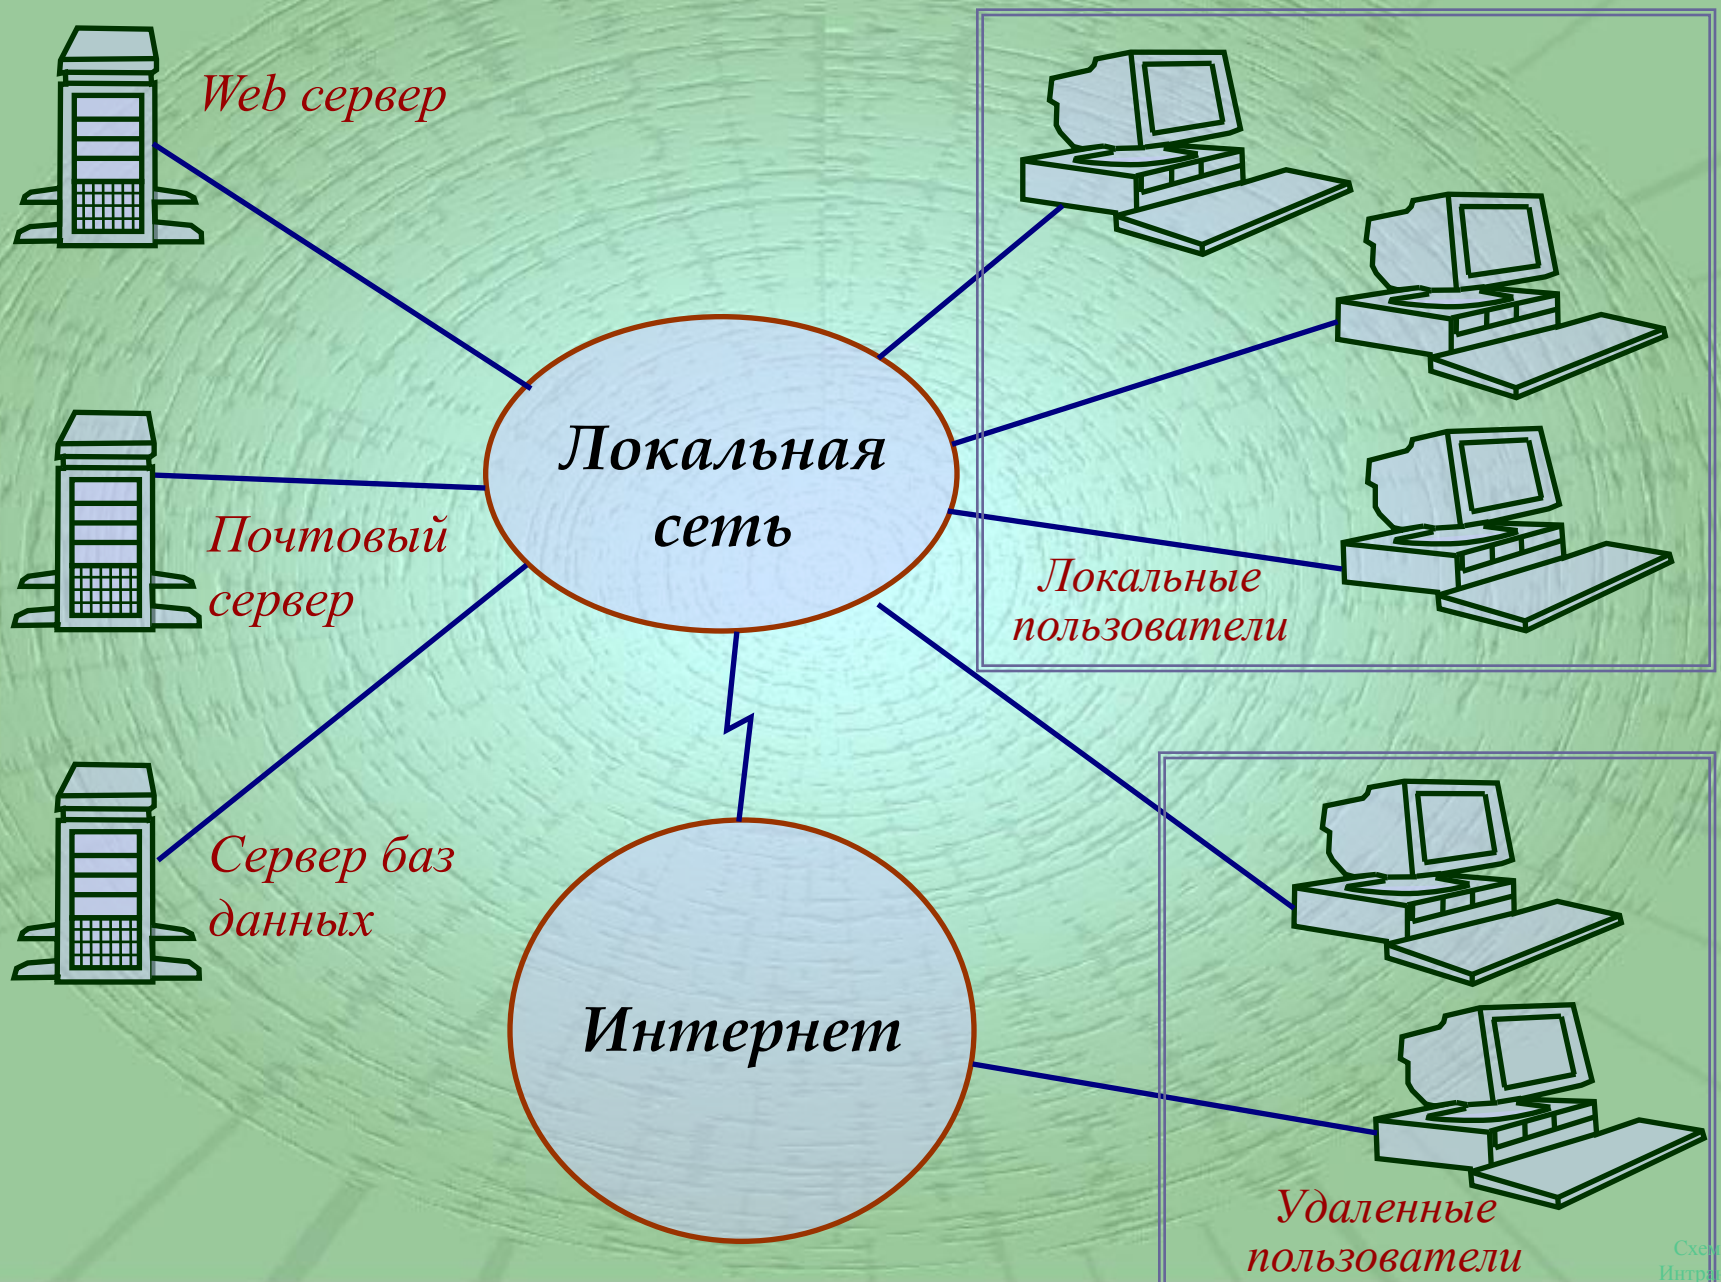 Web сервер
Локальная
сеть
Почтовый
сервер
Локальные
пользователи
Сервер баз
данных
Интернет
Удаленные
пользователи